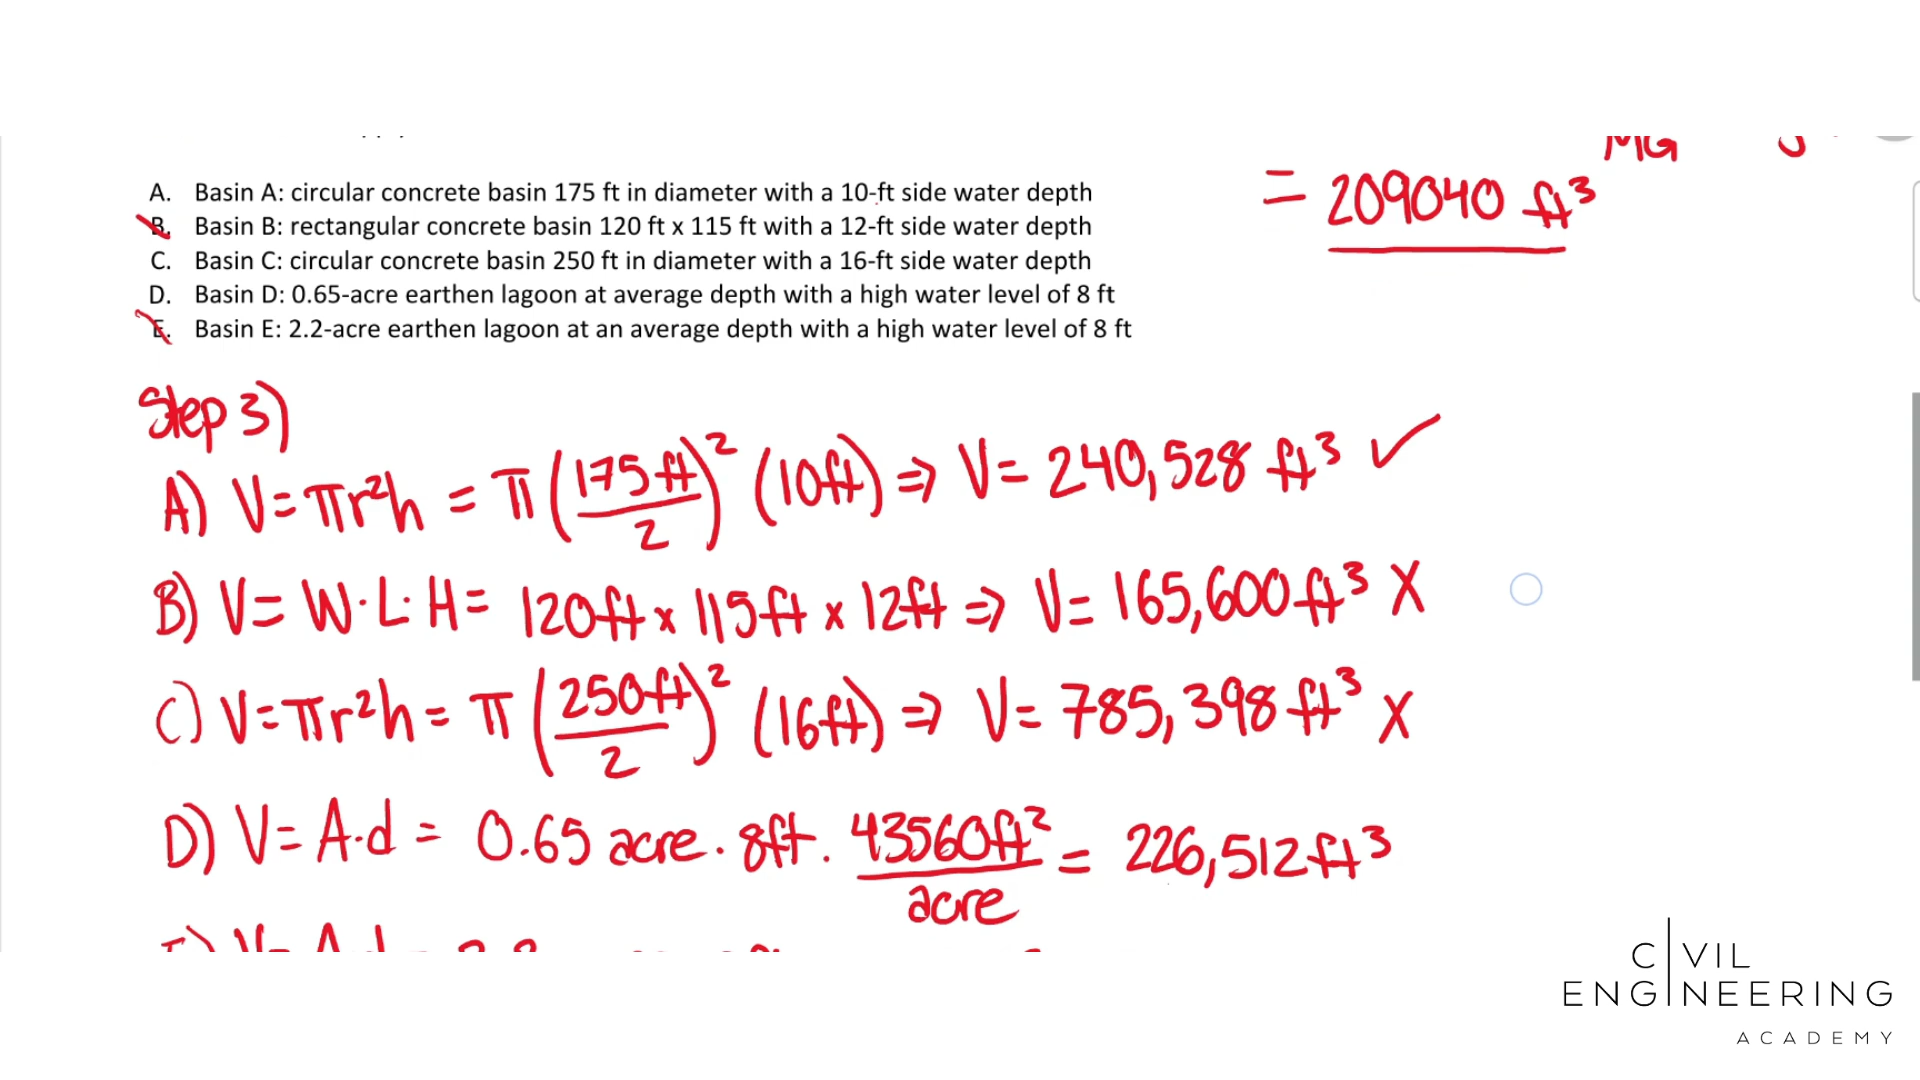 MG
= 209040 ft³
A. Basin A: circular concrete basin 175 ft in diameter with a 10-ft side water depth
B. Basin B: rectangular concrete basin 120 ft x 115 ft with a 12-ft side water depth
C. Basin C: circular concrete basin 250 ft in diameter with a 16-ft side water depth
D. Basin D: 0.65-acre earthen lagoon at average depth with a high water level of 8 ft
E. Basin E: 2.2-acre earthen lagoon at an average depth with a high water level of 8 ft
Step 3)
A) V = πr²h = π (175ft/2)² (10ft) ⇒ V = 240,528 ft³ ✓
B) V = W·L·H = 120ft x 115ft x 12ft ⇒ V = 165,600 ft³ X
C) V = πr²h = π (250ft/2)² (16ft) ⇒ V = 785,398 ft³ X
D) V = A·d = 0.65 acre · 8ft · 43560ft²/acre = 226,512 ft³
CIVIL
ENGINEERING
ACADEMY